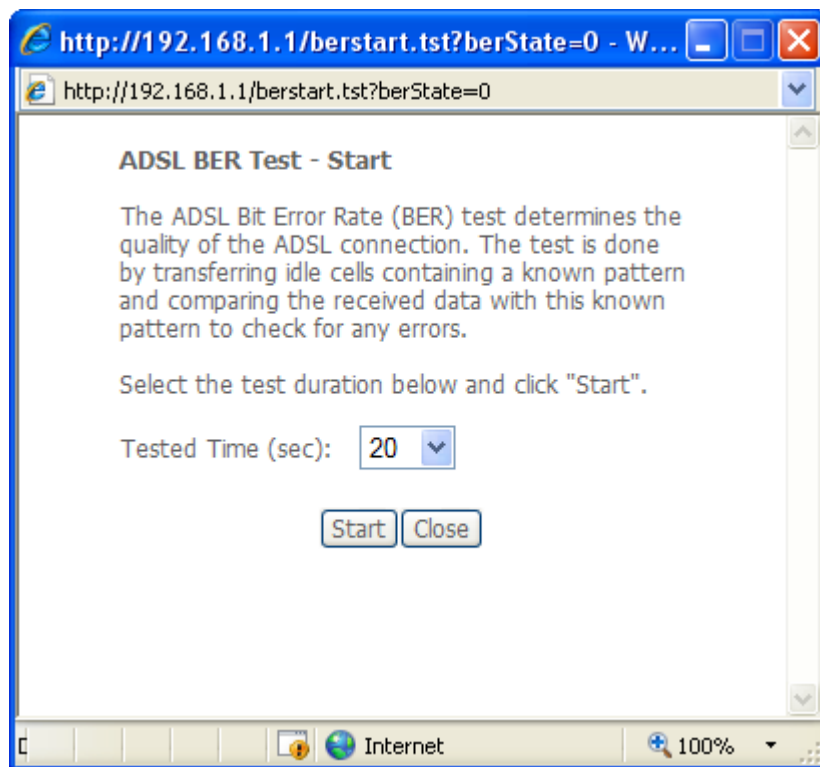 http://192.168.1.1/berstart.tst?berState=0 - W...
http://192.168.1.1/berstart.tst?berState=0
ADSL BER Test - Start
The ADSL Bit Error Rate (BER) test determines the
quality of the ADSL connection. The test is done
by transferring idle cells containing a known pattern
and comparing the received data with this known
pattern to check for any errors.
Select the test duration below and click "Start".
Tested Time (sec): 20
Start Close
Internet 100%